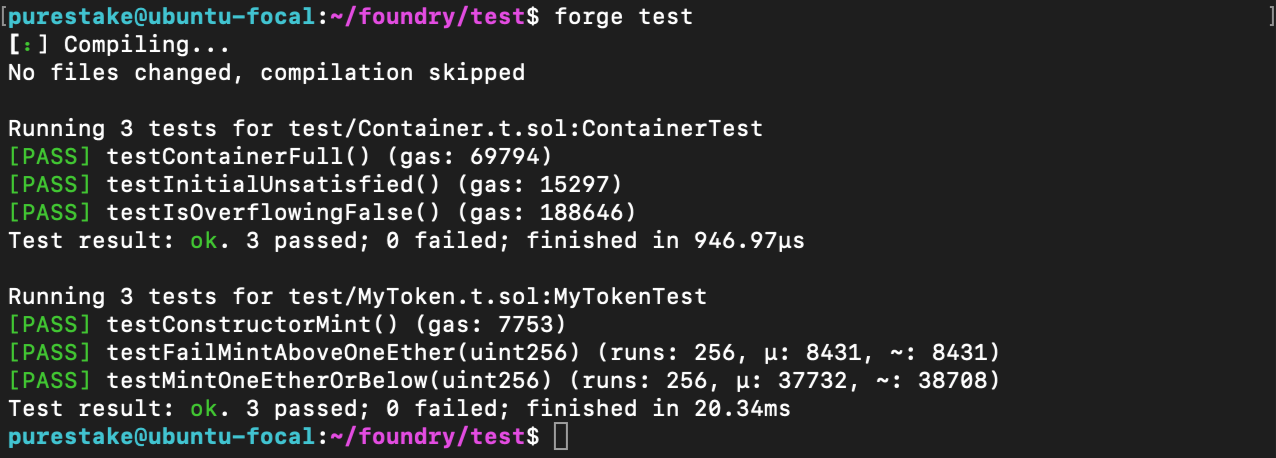 [purestake@ubuntu-focal:~/foundry/test$ forge test ]
[:] Compiling...
No files changed, compilation skipped
Running 3 tests for test/Container.t.sol:ContainerTest
[PASS] testContainerFull() (gas: 69794)
[PASS] testInitialUnsatisfied() (gas: 15297)
[PASS] testIsOverflowingFalse() (gas: 188646)
Test result: ok. 3 passed; 0 failed; finished in 946.97µs
Running 3 tests for test/MyToken.t.sol:MyTokenTest
[PASS] testConstructorMint() (gas: 7753)
[PASS] testFailMintAboveOneEther(uint256) (runs: 256, μ: 8431, ~: 8431)
[PASS] testMintOneEtherOrBelow(uint256) (runs: 256, μ: 37732, ~: 38708)
Test result: ok. 3 passed; 0 failed; finished in 20.34ms
purestake@ubuntu-focal:~/foundry/test$